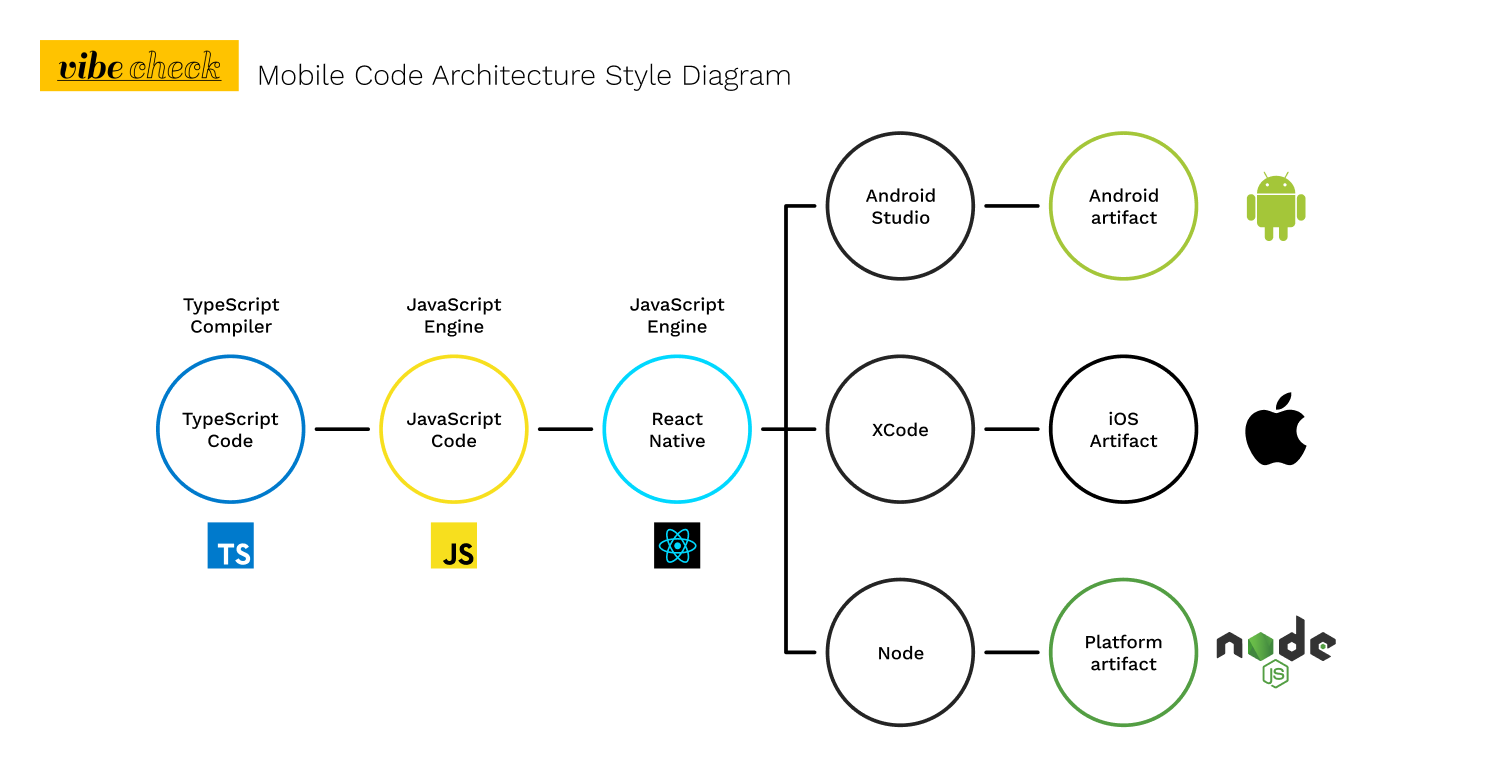 vibe check
Mobile Code Architecture Style Diagram
Android
Studio
Android
artifact
TypeScript
Compiler
JavaScript
Engine
JavaScript
Engine
TypeScript
Code
JavaScript
Code
React
Native
XCode
iOS
Artifact
TS
JS
Node
Platform
artifact
node
JS